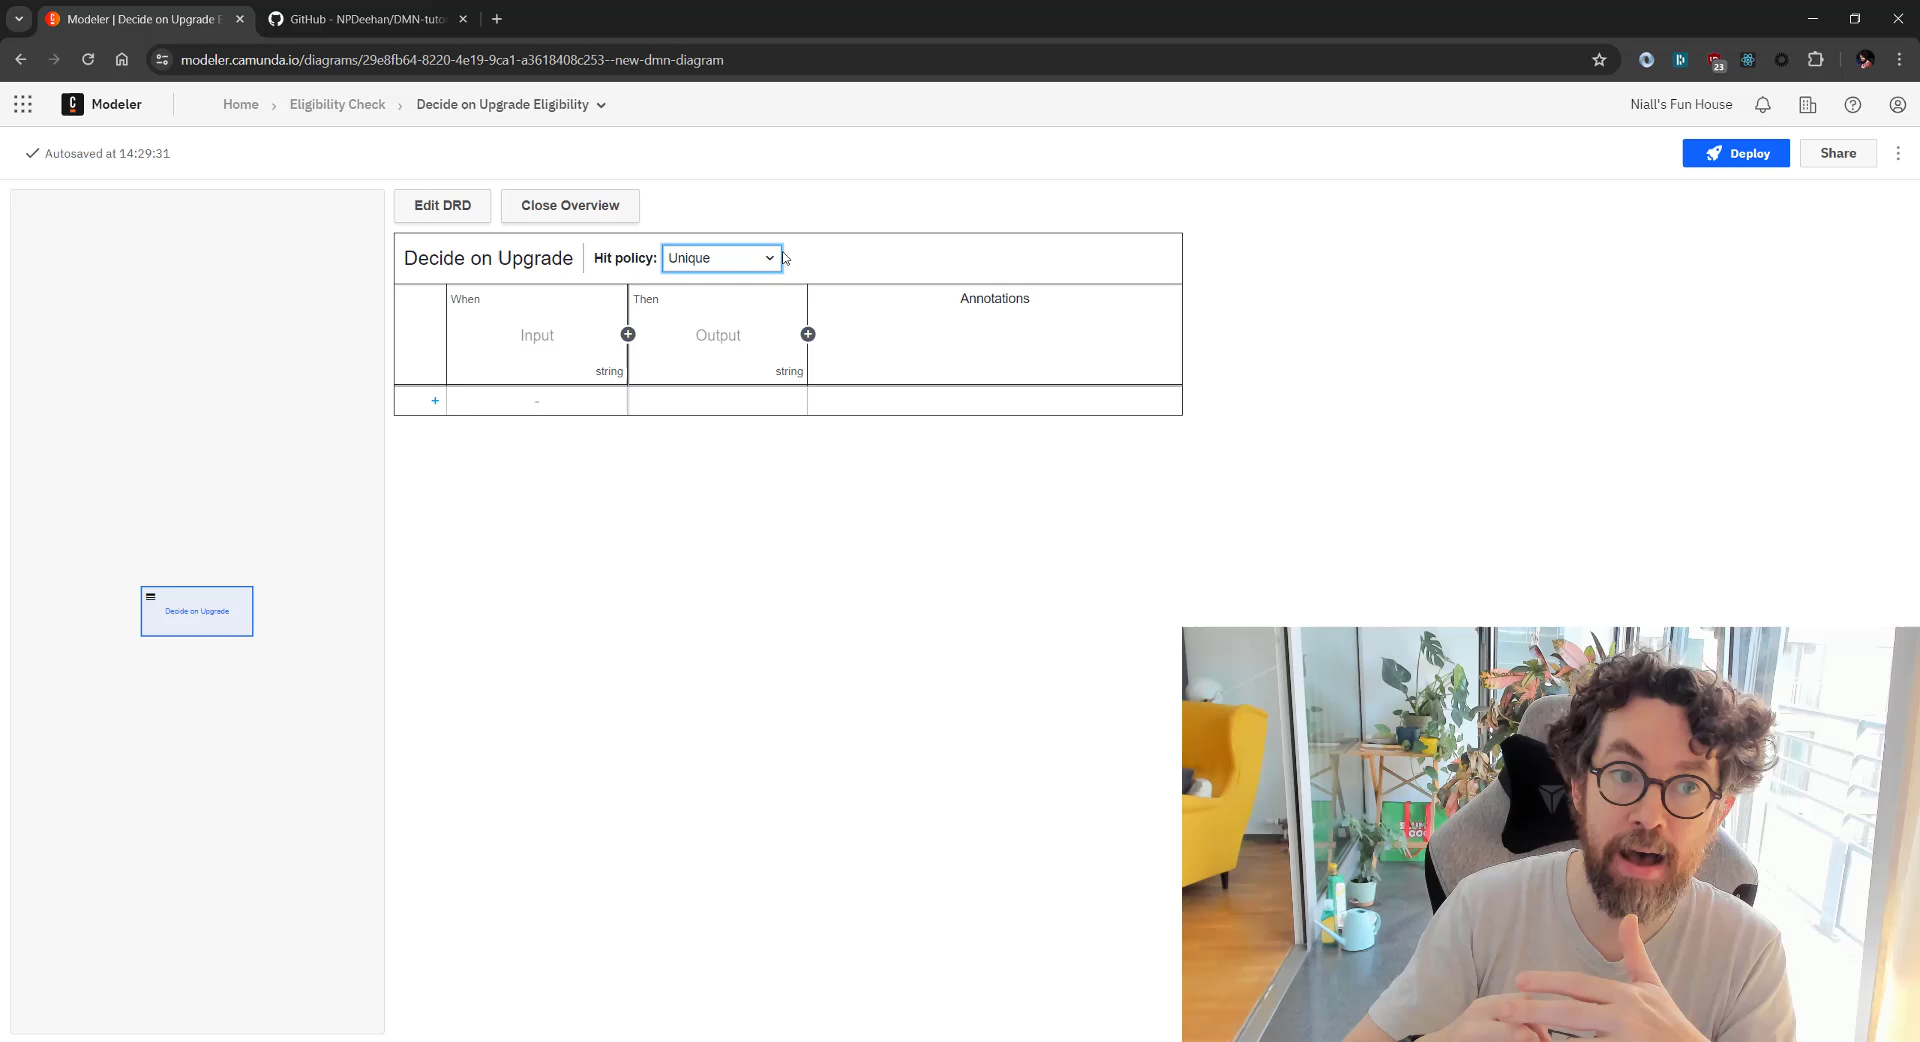 Modeler | Decide on Upgrade E
GitHub - NPDeehan/DMN-tuto
modeler.camunda.io/diagrams/29e8fb64-8220-4e19-9ca1-a3618408c253--new-dmn-diagram
23
C Modeler
Home > Eligibility Check > Decide on Upgrade Eligibility
Niall's Fun House
Autosaved at 14:29:31
Deploy
Share
Edit DRD
Close Overview
Decide on Upgrade
Hit policy: Unique
When
Then
Annotations
Input
+
Output
+
string
string
+
-
Decide on Upgrade